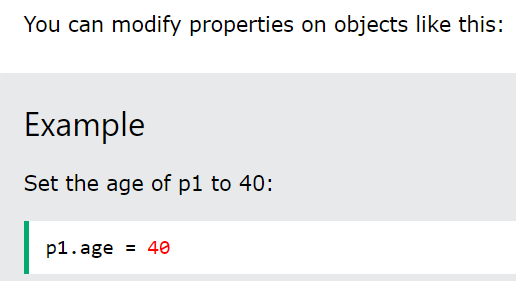 You can modify properties on objects like this:
Example
Set the age of p1 to 40:
p1.age = 40